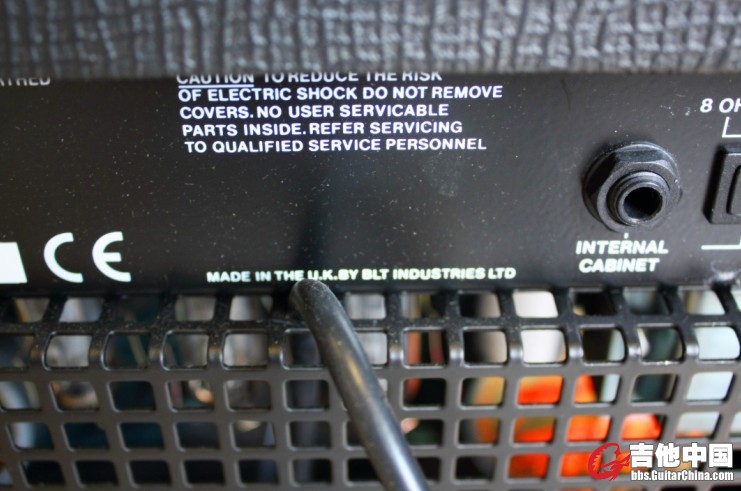 CAUTION TO REDUCE THE RISK
OF ELECTRIC SHOCK DO NOT REMOVE
COVERS. NO USER SERVICABLE
PARTS INSIDE. REFER SERVICING
TO QUALIFIED SERVICE PERSONNEL
8 OH
INTERNAL
CABINET
CE
MADE IN THE U.K. BY BLT INDUSTRIES LTD
吉他中国
bbs.GuitarChina.com